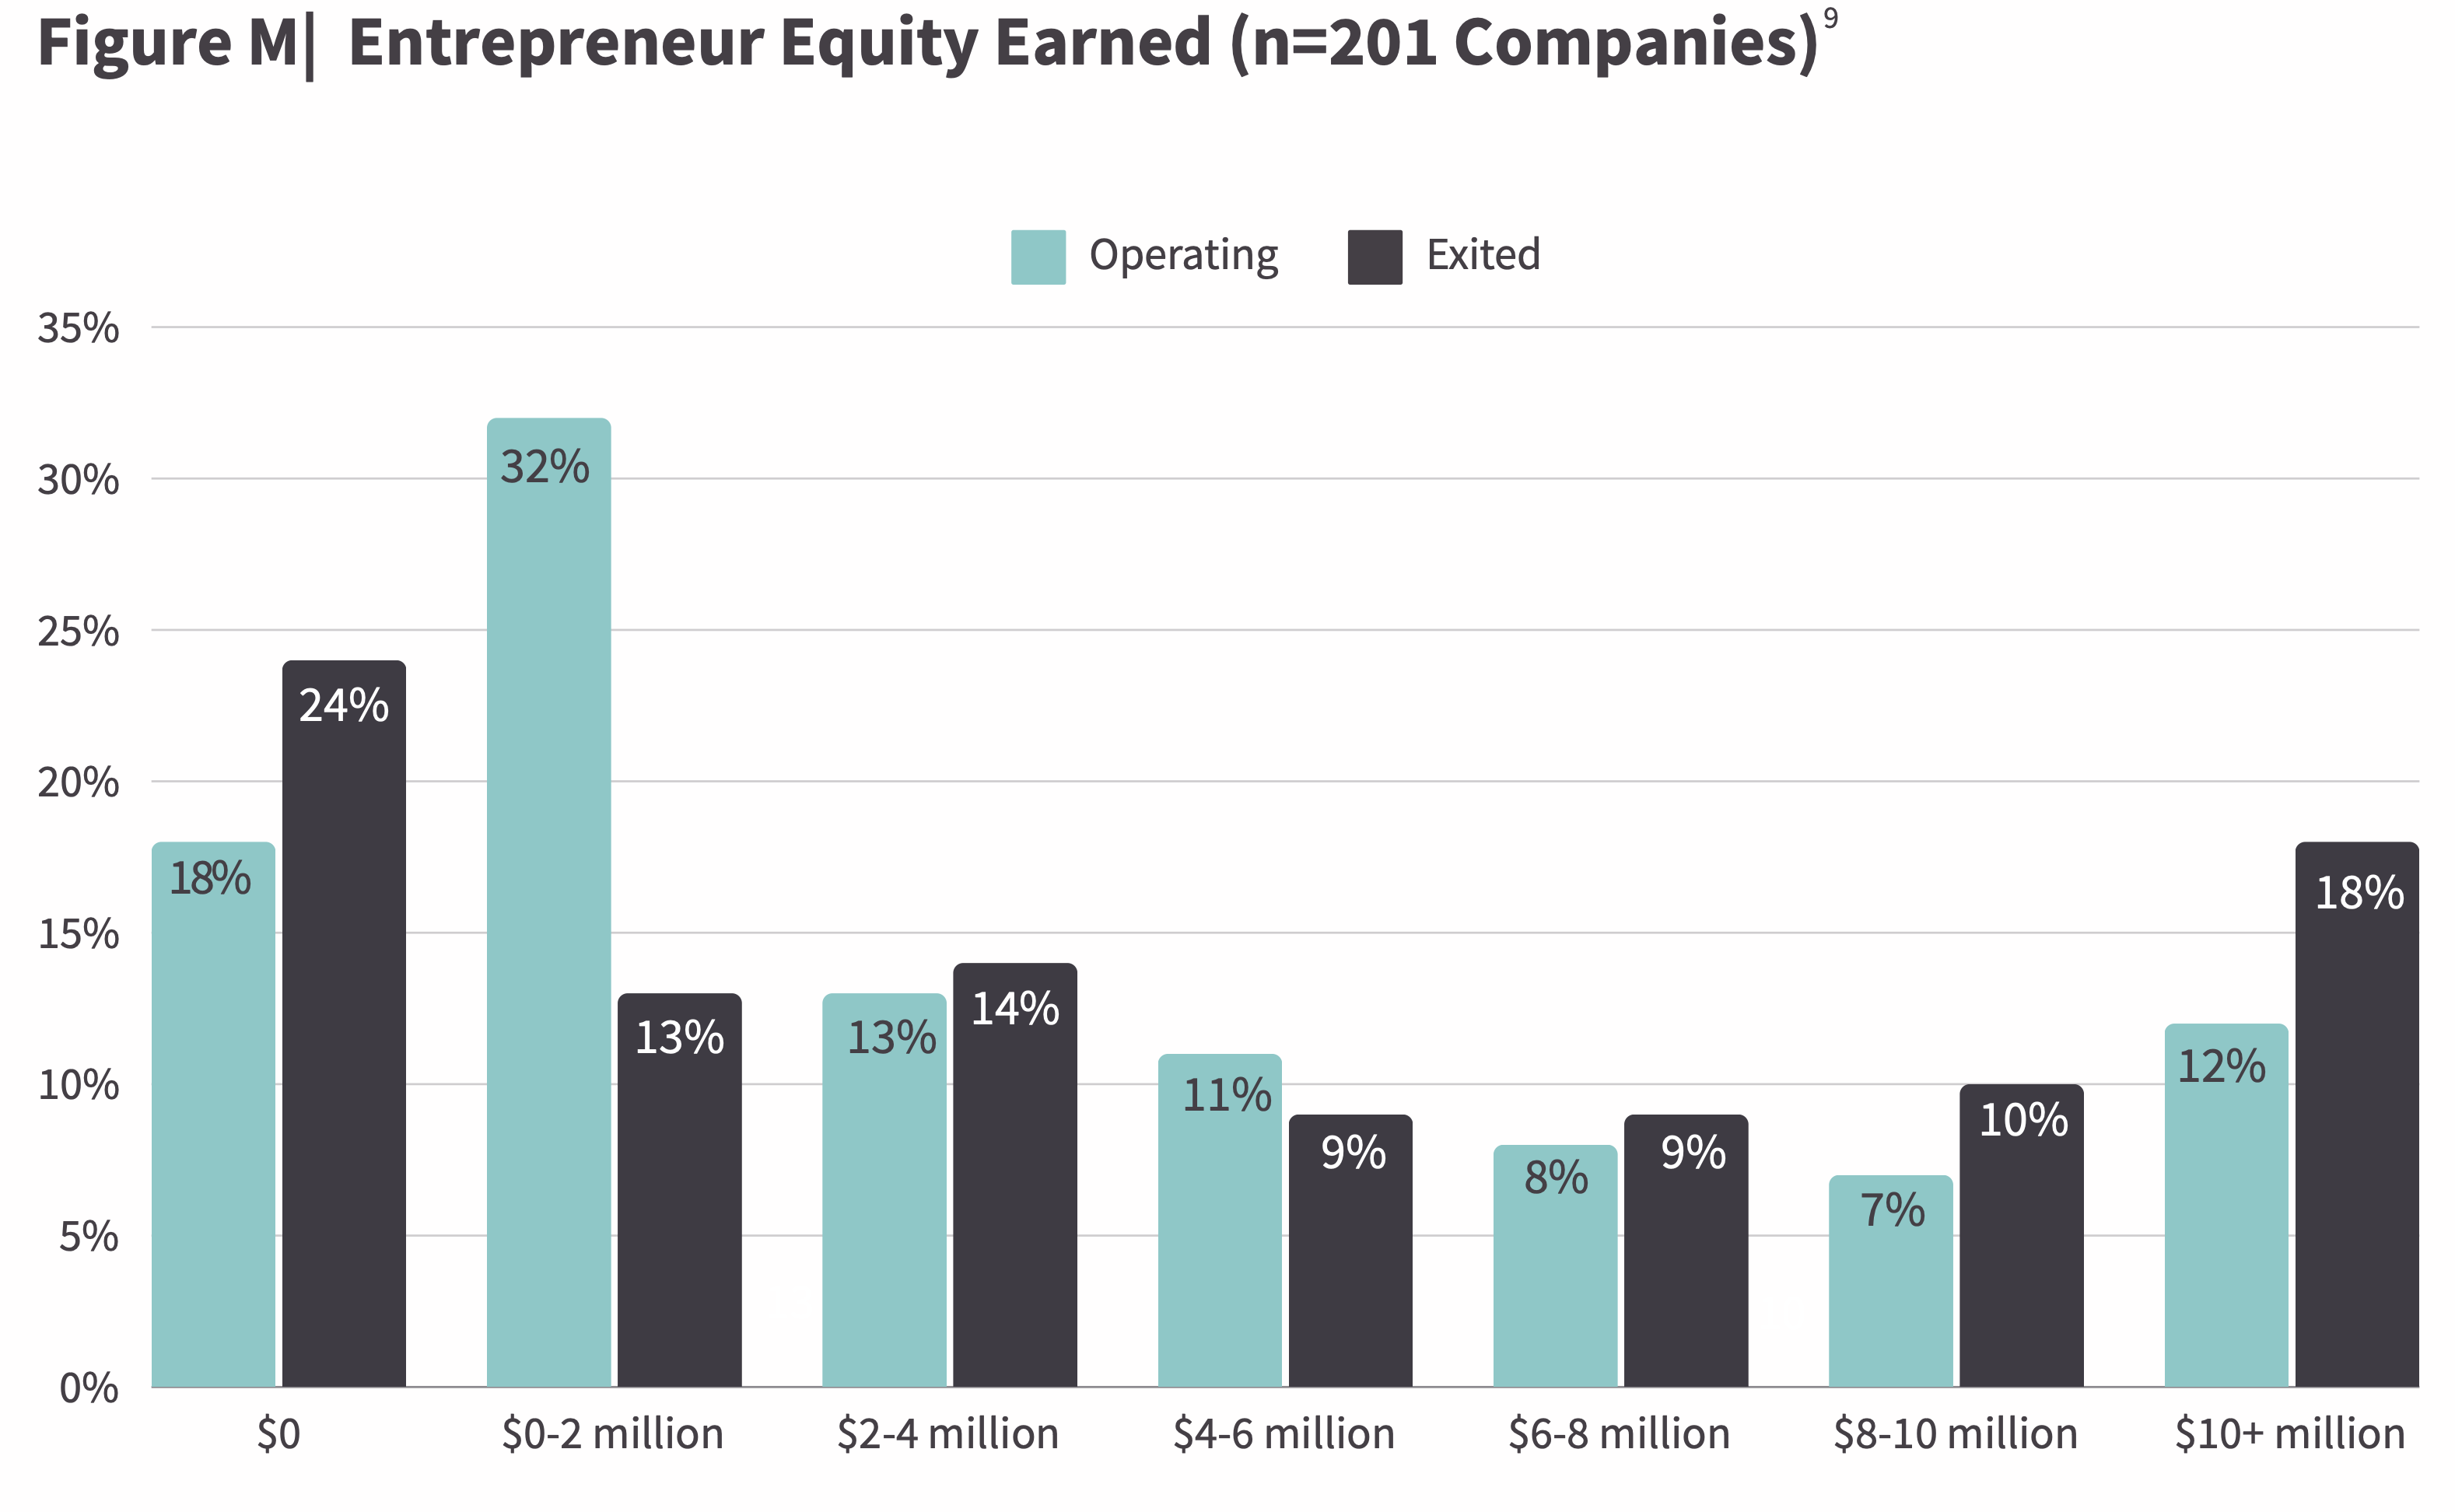 Figure M| Entrepreneur Equity Earned (n=201 Companies)⁹
Operating Exited
35%
30%
25%
20%
15%
10%
5%
0%
18% 24% 32% 13% 13% 14% 11% 9% 8% 9% 7% 10% 12% 18%
$0 $0-2 million $2-4 million $4-6 million $6-8 million $8-10 million $10+ million